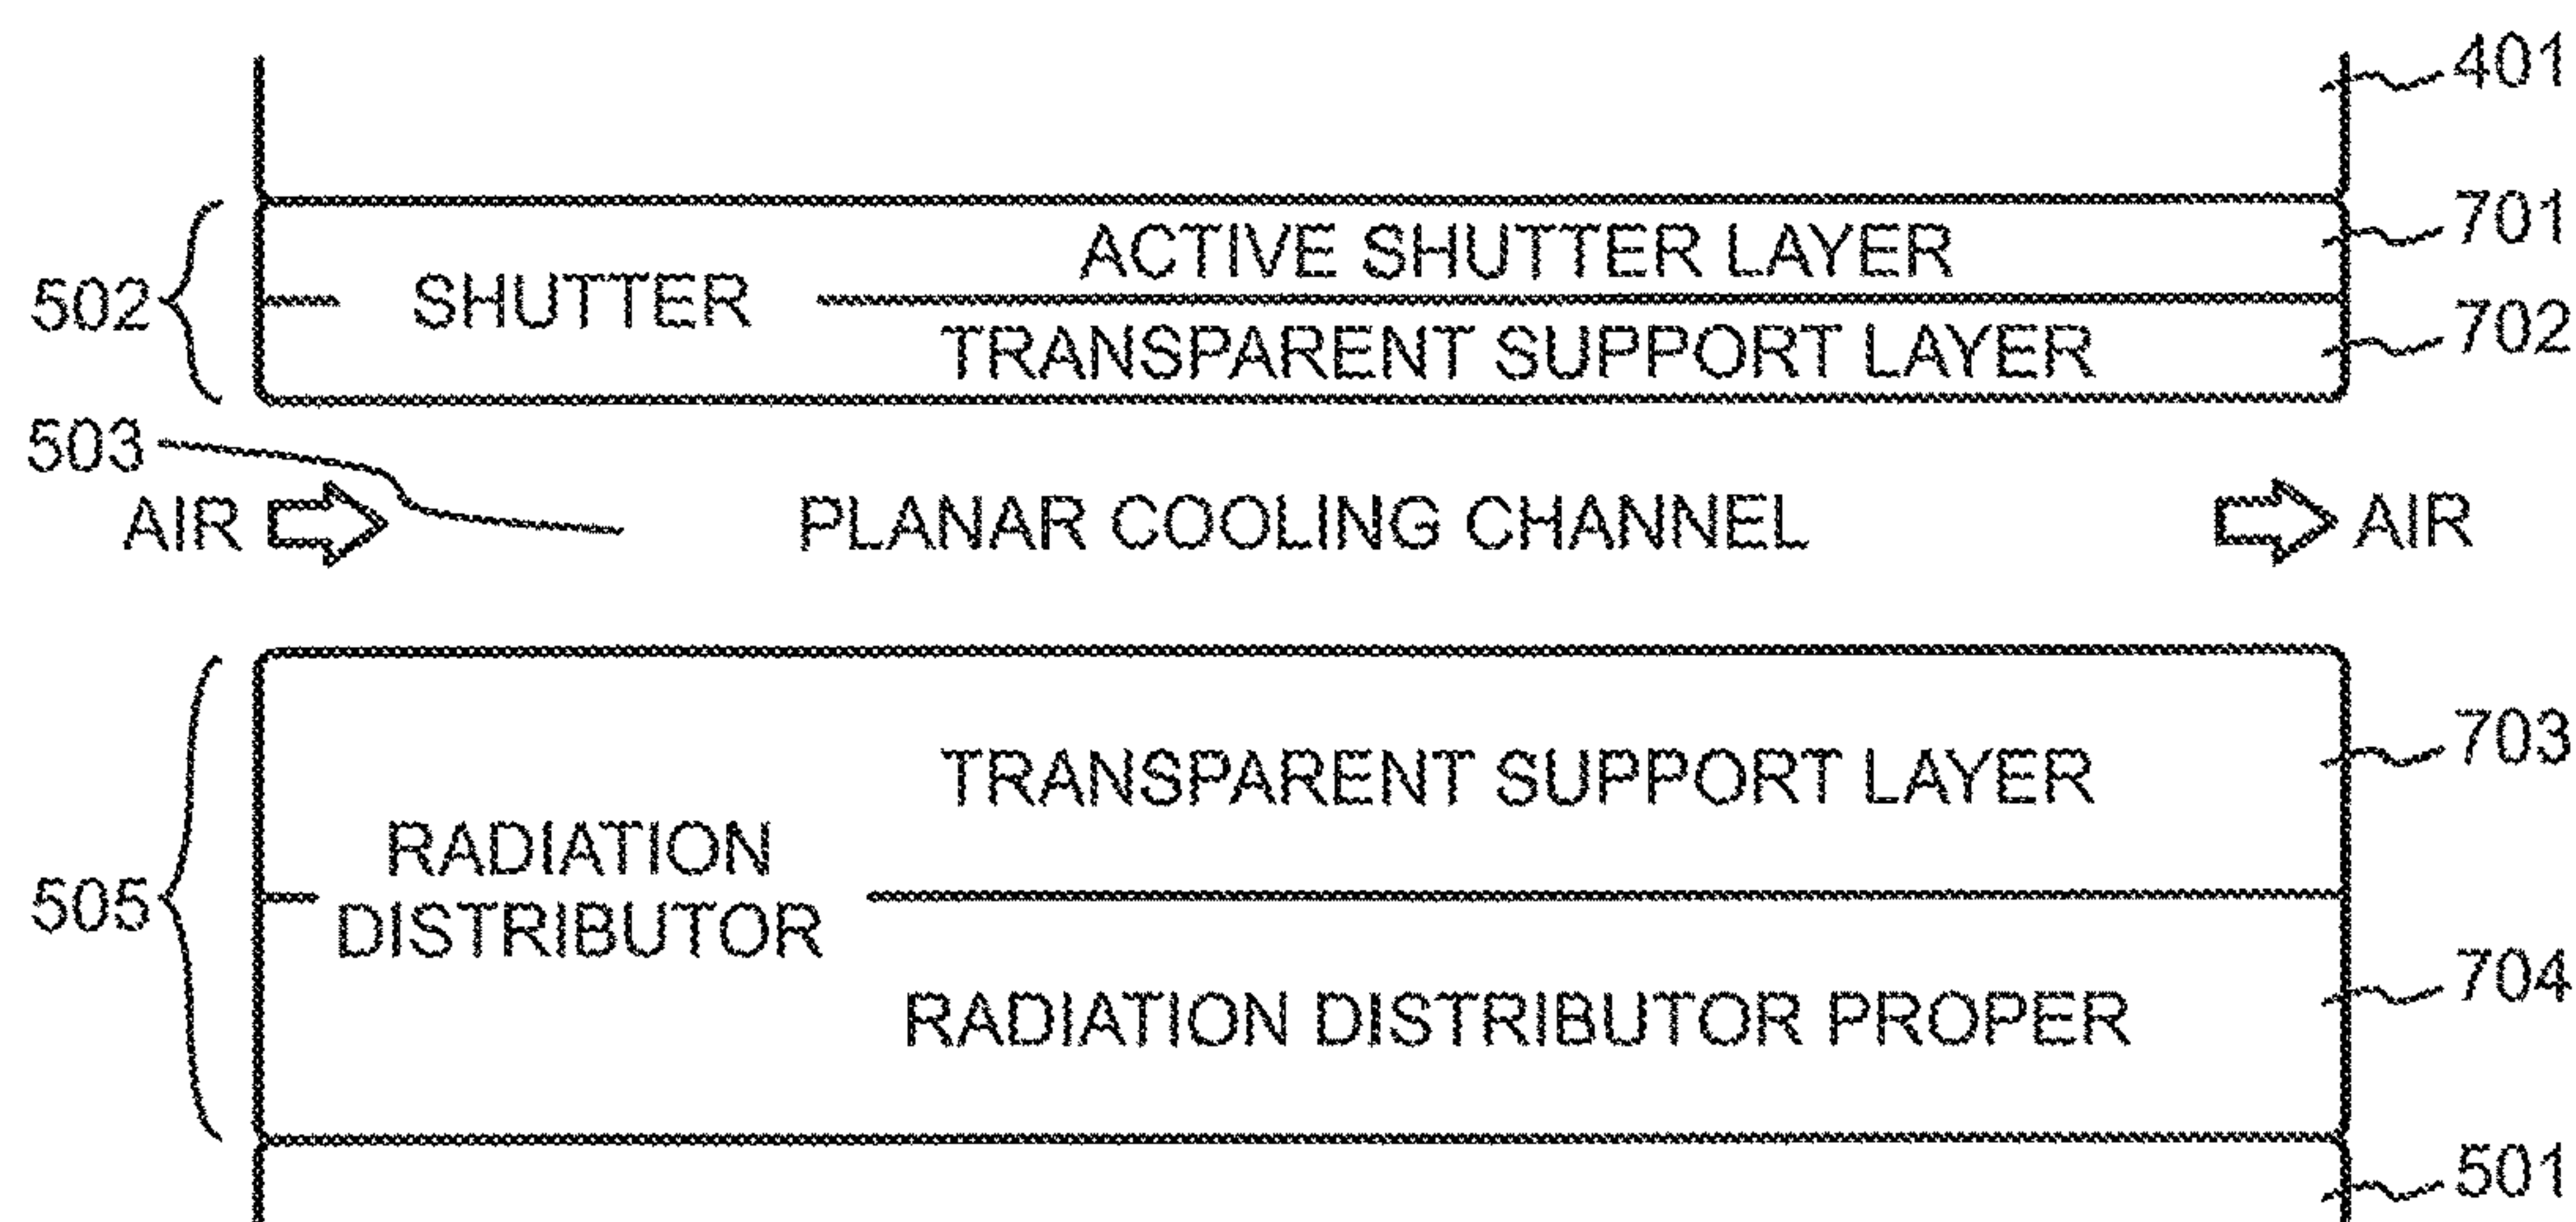 401
701
ACTIVE SHUTTER LAYER
502
SHUTTER
702
TRANSPARENT SUPPORT LAYER
503
AIR
PLANAR COOLING CHANNEL
AIR
703
TRANSPARENT SUPPORT LAYER
RADIATION
DISTRIBUTOR
505
704
RADIATION DISTRIBUTOR PROPER
501